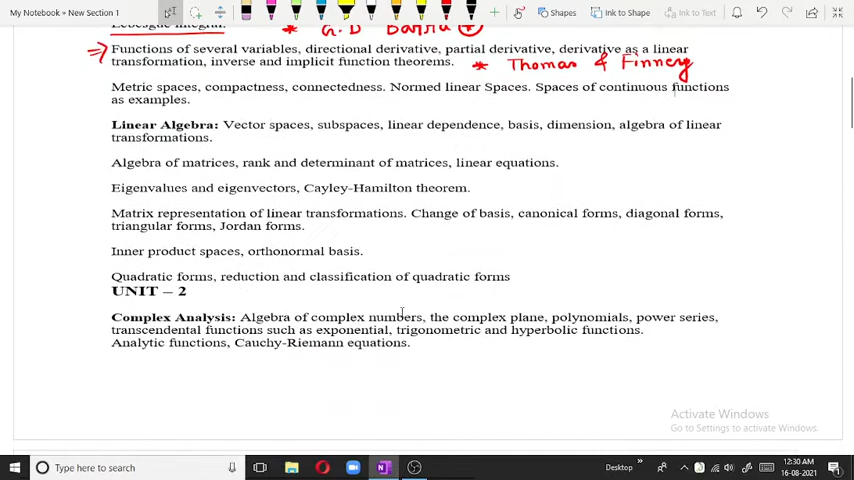 My Notebook » New Section 1
Shapes
Ink to Shape
Ink to Text
Lebesgue Integral.
* G.D Barra
Functions of several variables, directional derivative, partial derivative, derivative as a linear
transformation, inverse and implicit function theorems.
* Thomas & Finnery
Metric spaces, compactness, connectedness. Normed linear Spaces. Spaces of continuous functions
as examples.
Linear Algebra: Vector spaces, subspaces, linear dependence, basis, dimension, algebra of linear
transformations.
Algebra of matrices, rank and determinant of matrices, linear equations.
Eigenvalues and eigenvectors, Cayley-Hamilton theorem.
Matrix representation of linear transformations. Change of basis, canonical forms, diagonal forms,
triangular forms, Jordan forms.
Inner product spaces, orthonormal basis.
Quadratic forms, reduction and classification of quadratic forms
UNIT – 2
Complex Analysis: Algebra of complex numbers, the complex plane, polynomials, power series,
transcendental functions such as exponential, trigonometric and hyperbolic functions.
Analytic functions, Cauchy-Riemann equations.
Activate Windows
Go to Settings to activate Windows.
Type here to search
Desktop
12:30 AM
16-08-2021